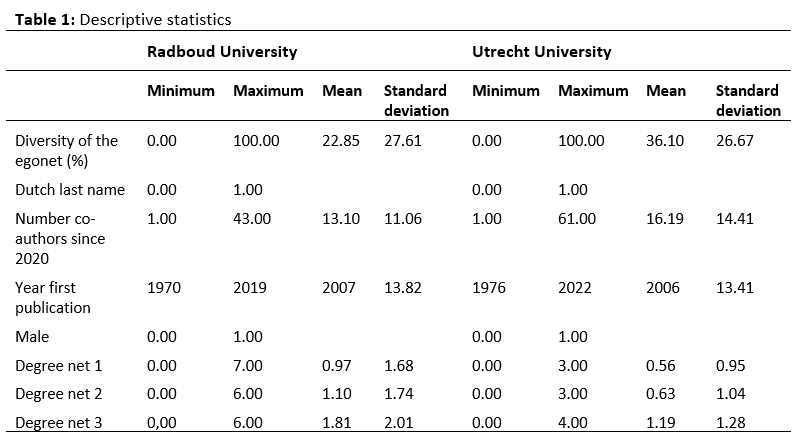 Table 1: Descriptive statistics
Radboud University Utrecht University
Minimum Maximum Mean Standard deviation Minimum Maximum Mean Standard deviation
Diversity of the egonet (%) 0.00 100.00 22.85 27.61 0.00 100.00 36.10 26.67
Dutch last name 0.00 1.00 0.00 1.00
Number co-authors since 2020 1.00 43.00 13.10 11.06 1.00 61.00 16.19 14.41
Year first publication 1970 2019 2007 13.82 1976 2022 2006 13.41
Male 0.00 1.00 0.00 1.00
Degree net 1 0.00 7.00 0.97 1.68 0.00 3.00 0.56 0.95
Degree net 2 0.00 6.00 1.10 1.74 0.00 3.00 0.63 1.04
Degree net 3 0,00 6.00 1.81 2.01 0.00 4.00 1.19 1.28